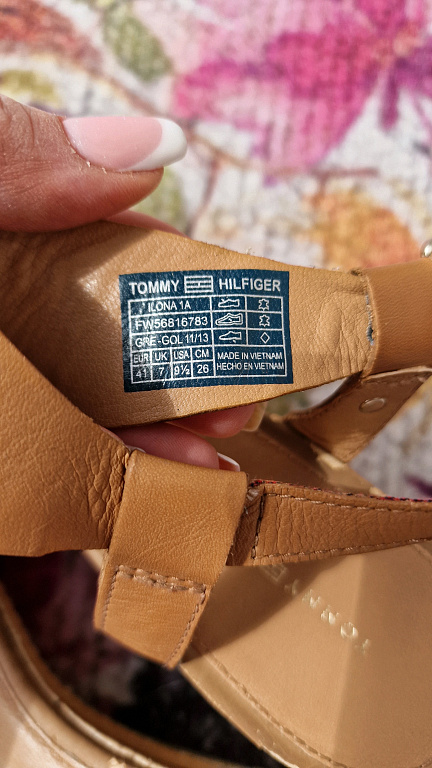 TOMMY HILFIGER
ILONA 1A
FW56816783
GRE-GOL 11/13
EUR UK USA CM
41 7 9½ 26
MADE IN VIETNAM
HECHO EN VIETNAM
TOMMY